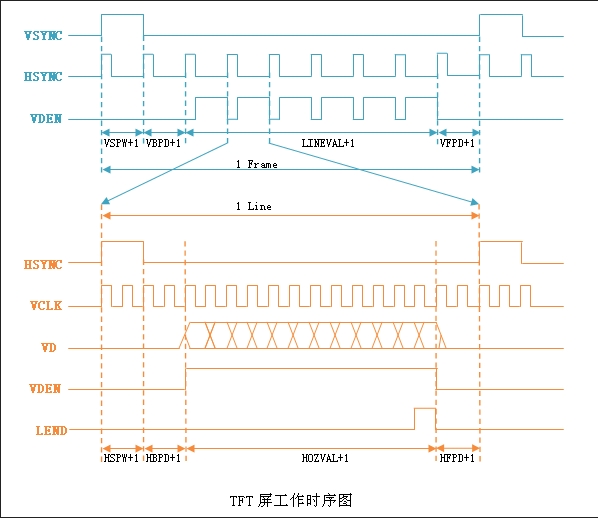 VSYNC
HSYNC
VDEN
VSPW+1 VBPD+1 LINEVAL+1 VFPD+1
1 Frame
1 Line
HSYNC
VCLK
VD
VDEN
LEND
HSPW+1 HBPD+1 HOZVAL+1 HFPD+1
TFT 屏工作时序图